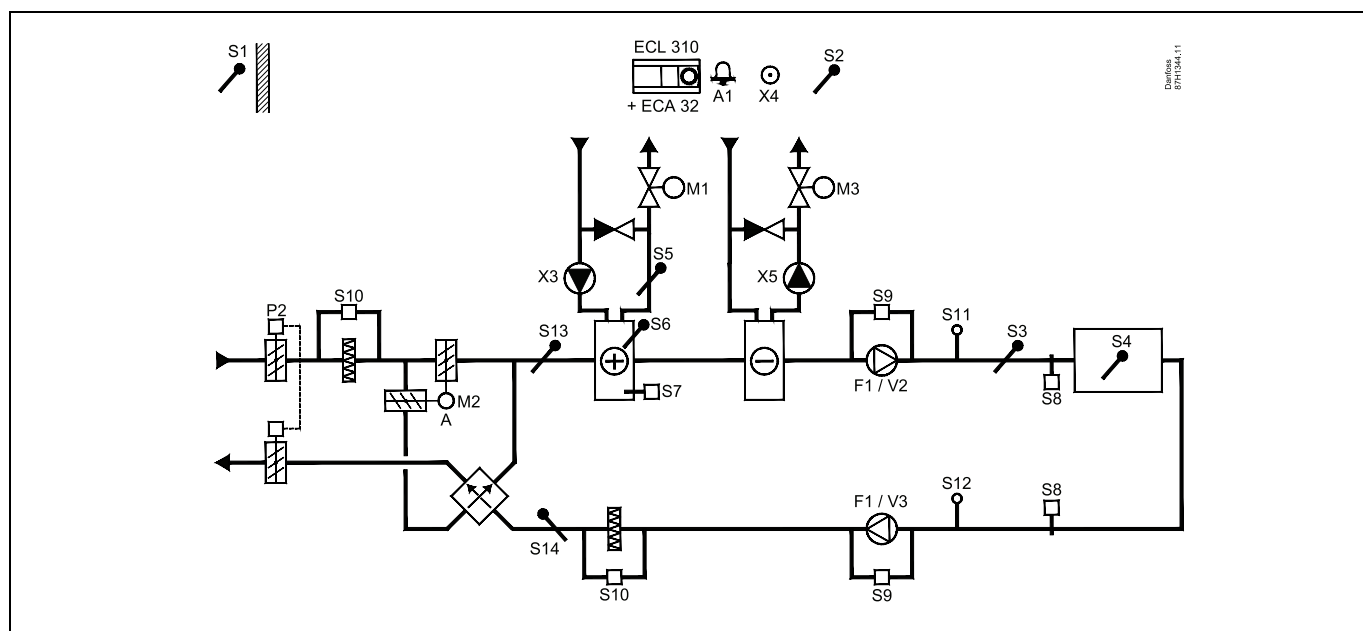 S1
ECL 310
S2
A1
X4
+ ECA 32
Danfoss
87H1344.11
M1
M3
S5
X3
X5
P2
S10
S13
S6
S9
S11
S3
S4
M2
A
S7
F1 / V2
S8
S12
S8
F1 / V3
S14
S10
S9